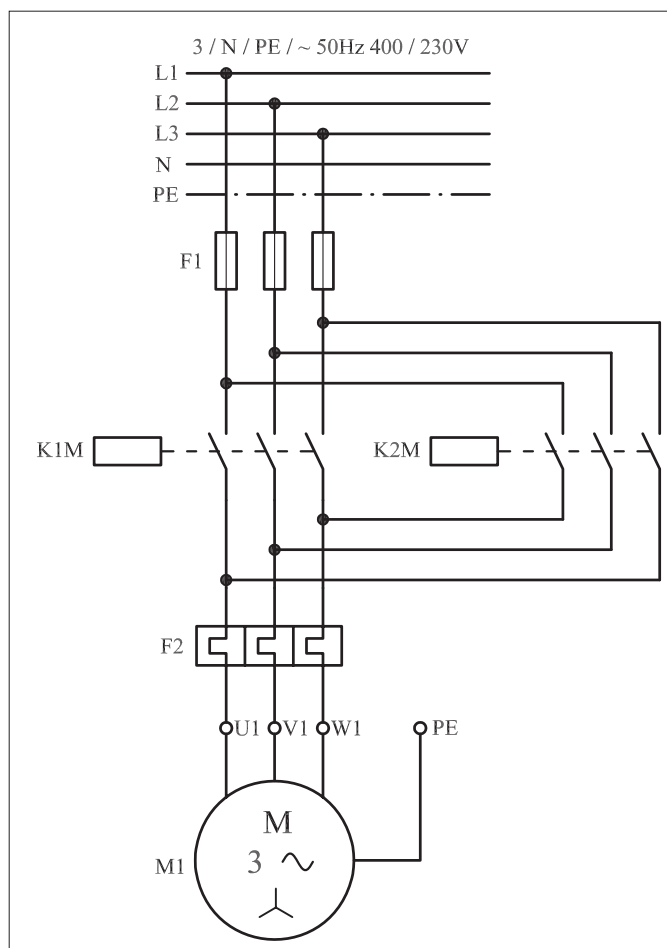 3 / N / PE / ~ 50Hz 400 / 230V
L1
L2
L3
N
PE
F1
K1M
K2M
F2
U1 V1 W1 PE
M
M1
3